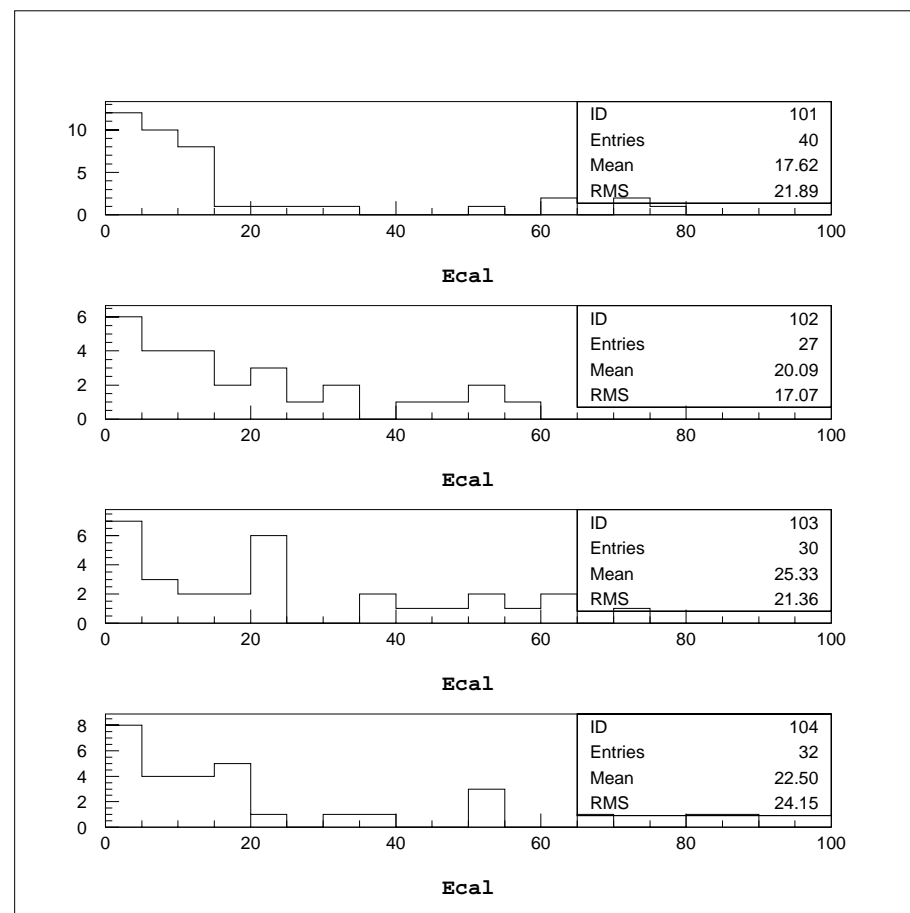 ID 101
Entries 40
Mean 17.62
RMS 21.89
10
5
0
0 20 40 60 80 100
Ecal
ID 102
Entries 27
Mean 20.09
RMS 17.07
6
4
2
0
0 20 40 60 80 100
Ecal
ID 103
Entries 30
Mean 25.33
RMS 21.36
6
4
2
0
0 20 40 60 80 100
Ecal
ID 104
Entries 32
Mean 22.50
RMS 24.15
8
6
4
2
0
0 20 40 60 80 100
Ecal